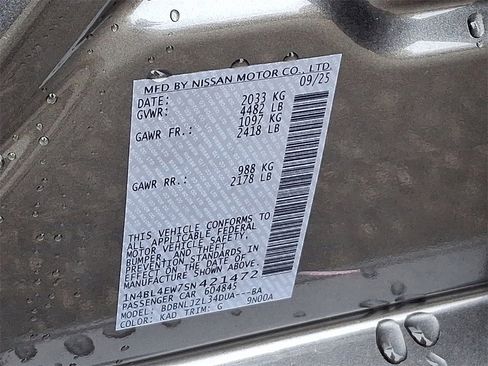 MFD BY NISSAN MOTOR CO., LTD.
09/25
DATE: 2033 KG
GVWR: 4482 LB
1097 KG
GAWR FR.: 2418 LB
988 KG
GAWR RR.: 2178 LB
THIS VEHICLE CONFORMS TO
ALL APPLICABLE FEDERAL
MOTOR VEHICLE SAFETY,
BUMPER, AND THEFT
PREVENTION STANDARDS IN
EFFECT ON THE DATE OF
MANUFACTURE SHOWN ABOVE.
1N4BL4EW7SN421472
PASSENGER CAR 604845
MODEL: BDBNLJZL34DUA---BA
COLOR: KAD TRIM: G 9N00A